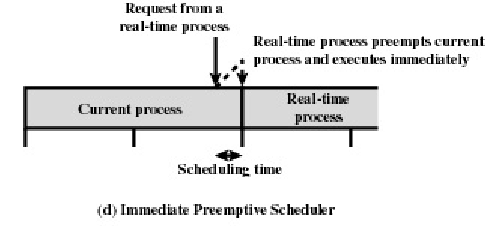 Request from a
real-time process
Real-time process preempts current
process and executes immediately
Current process
Real-time
process
Scheduling time
(d) Immediate Preemptive Scheduler